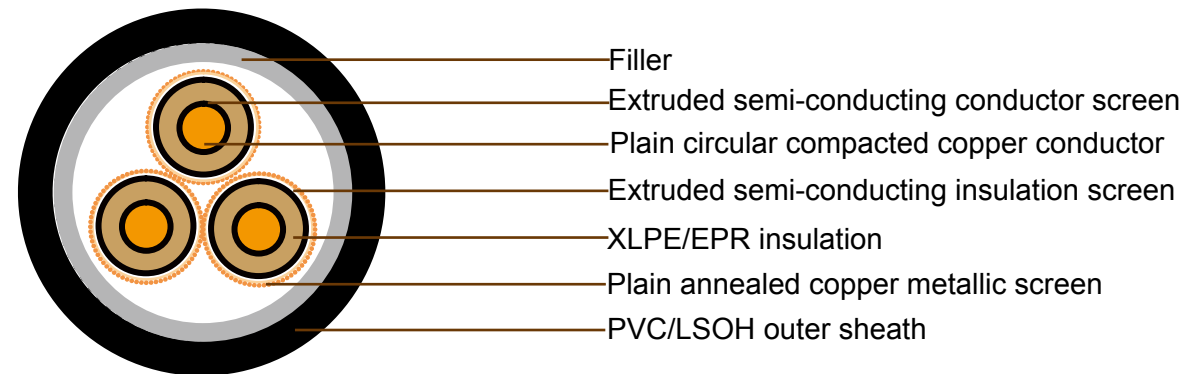 Filler
Extruded semi-conducting conductor screen
Plain circular compacted copper conductor
Extruded semi-conducting insulation screen
XLPE/EPR insulation
Plain annealed copper metallic screen
PVC/LSOH outer sheath